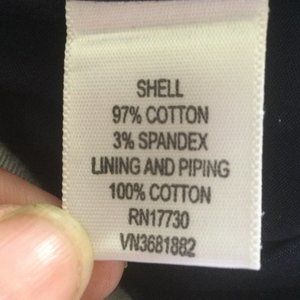 SHELL
97% COTTON
3% SPANDEX
LINING AND PIPING
100% COTTON
RN17730
VN3681882